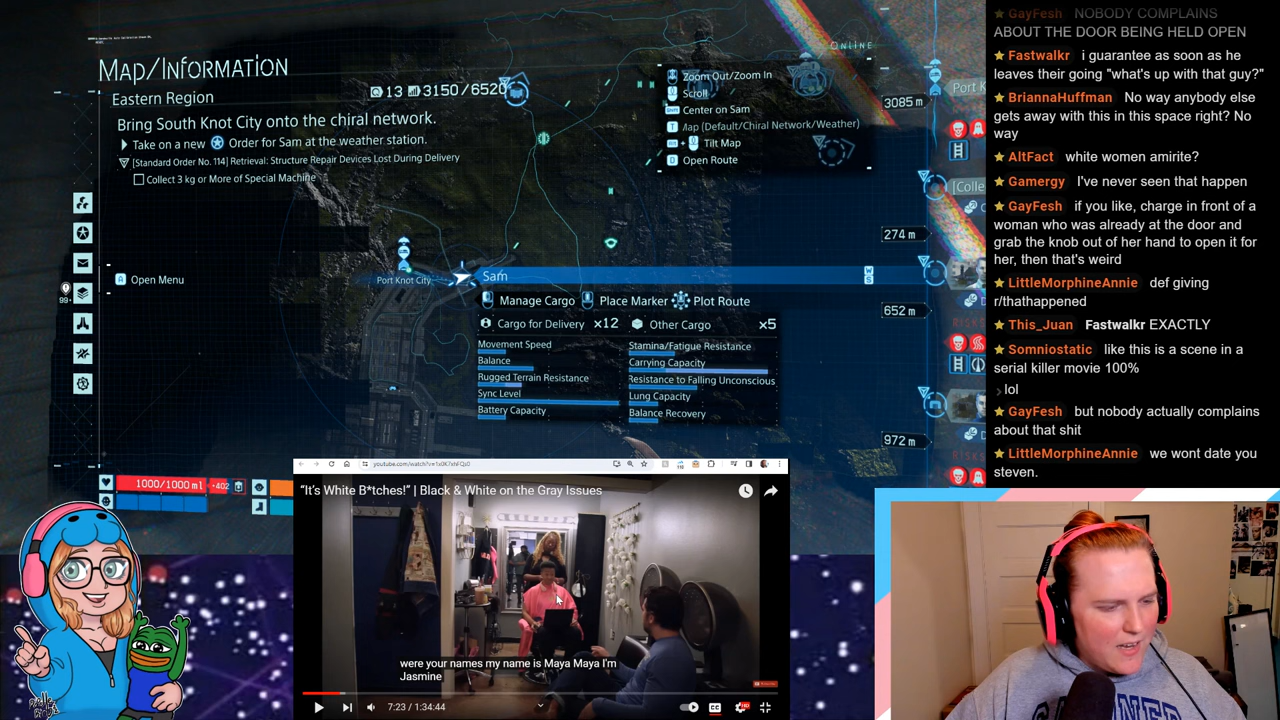 Map/Information
Eastern Region
13 3150/6520
Bring South Knot City onto the chiral network.
Take on a new Order for Sam at the weather station.
[Standard Order No. 114] Retrieval: Structure Repair Devices Lost During Delivery
Collect 3 kg or More of Special Machine
Online
Zoom Out/Zoom In
Scroll
Shift Center on Sam
T Map (Default/Chiral Network/Weather)
Alt + Tilt Map
Open Route
3085 m
Port K
[Colle
274 m
652 m
972 m
RISKS
A Open Menu
99+
Port Knot City
Sam
W
S
Manage Cargo Place Marker Plot Route
Cargo for Delivery ×12 Other Cargo ×5
Movement Speed
Balance
Rugged Terrain Resistance
Sync Level
Battery Capacity
Stamina/Fatigue Resistance
Carrying Capacity
Resistance to Falling Unconscious
Lung Capacity
Balance Recovery
1000/1000 ml +402
“It’s White B*tches!” | Black & White on the Gray Issues
were your names my name is Maya Maya I'm
Jasmine
7:23 / 1:34:44
CC
HD
GayFesh NOBODY COMPLAINS
ABOUT THE DOOR BEING HELD OPEN
Fastwalkr i guarantee as soon as he
leaves their going "what's up with that guy?"
BriannaHuffman No way anybody else
gets away with this in this space right? No
way
AltFact white women amirite?
Gamergy I've never seen that happen
GayFesh if you like, charge in front of a
woman who was already at the door and
grab the knob out of her hand to open it for
her, then that's weird
LittleMorphineAnnie def giving
r/thathappened
This_Juan Fastwalkr EXACTLY
Somniostatic like this is a scene in a
serial killer movie 100%
lol
GayFesh but nobody actually complains
about that shit
LittleMorphineAnnie we wont date you
steven.